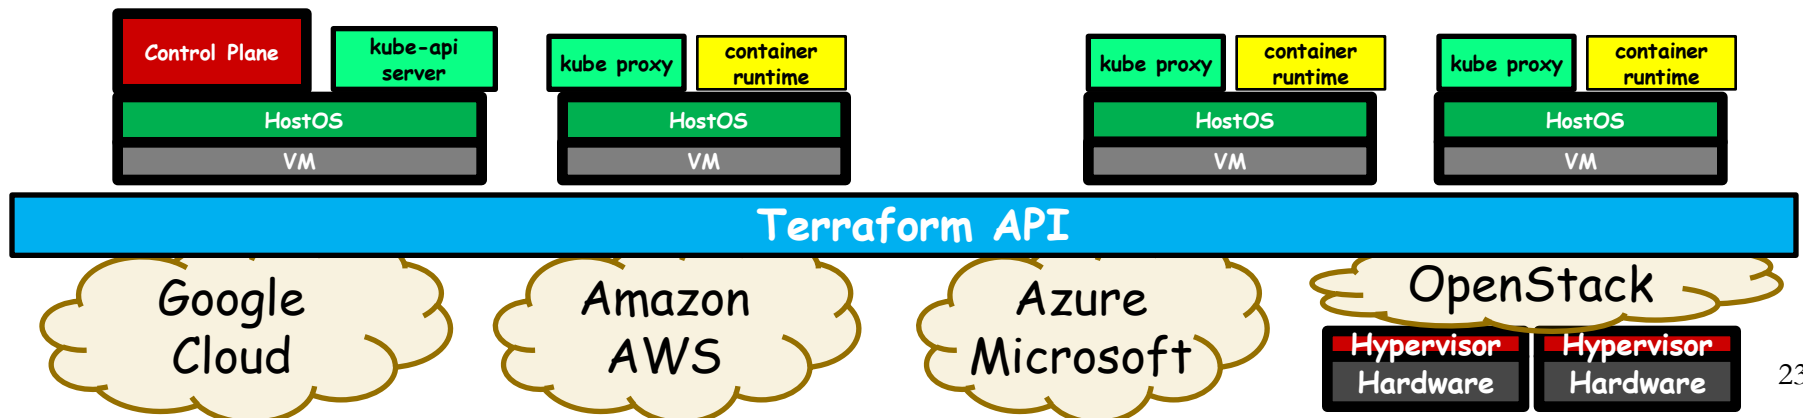 Control Plane
kube-api
server
kube proxy
container
runtime
kube proxy
container
runtime
kube proxy
container
runtime
HostOS
HostOS
HostOS
HostOS
VM
VM
VM
VM
Terraform API
Google
Cloud
Amazon
AWS
Azure
Microsoft
OpenStack
Hypervisor
Hypervisor
Hardware
Hardware
23